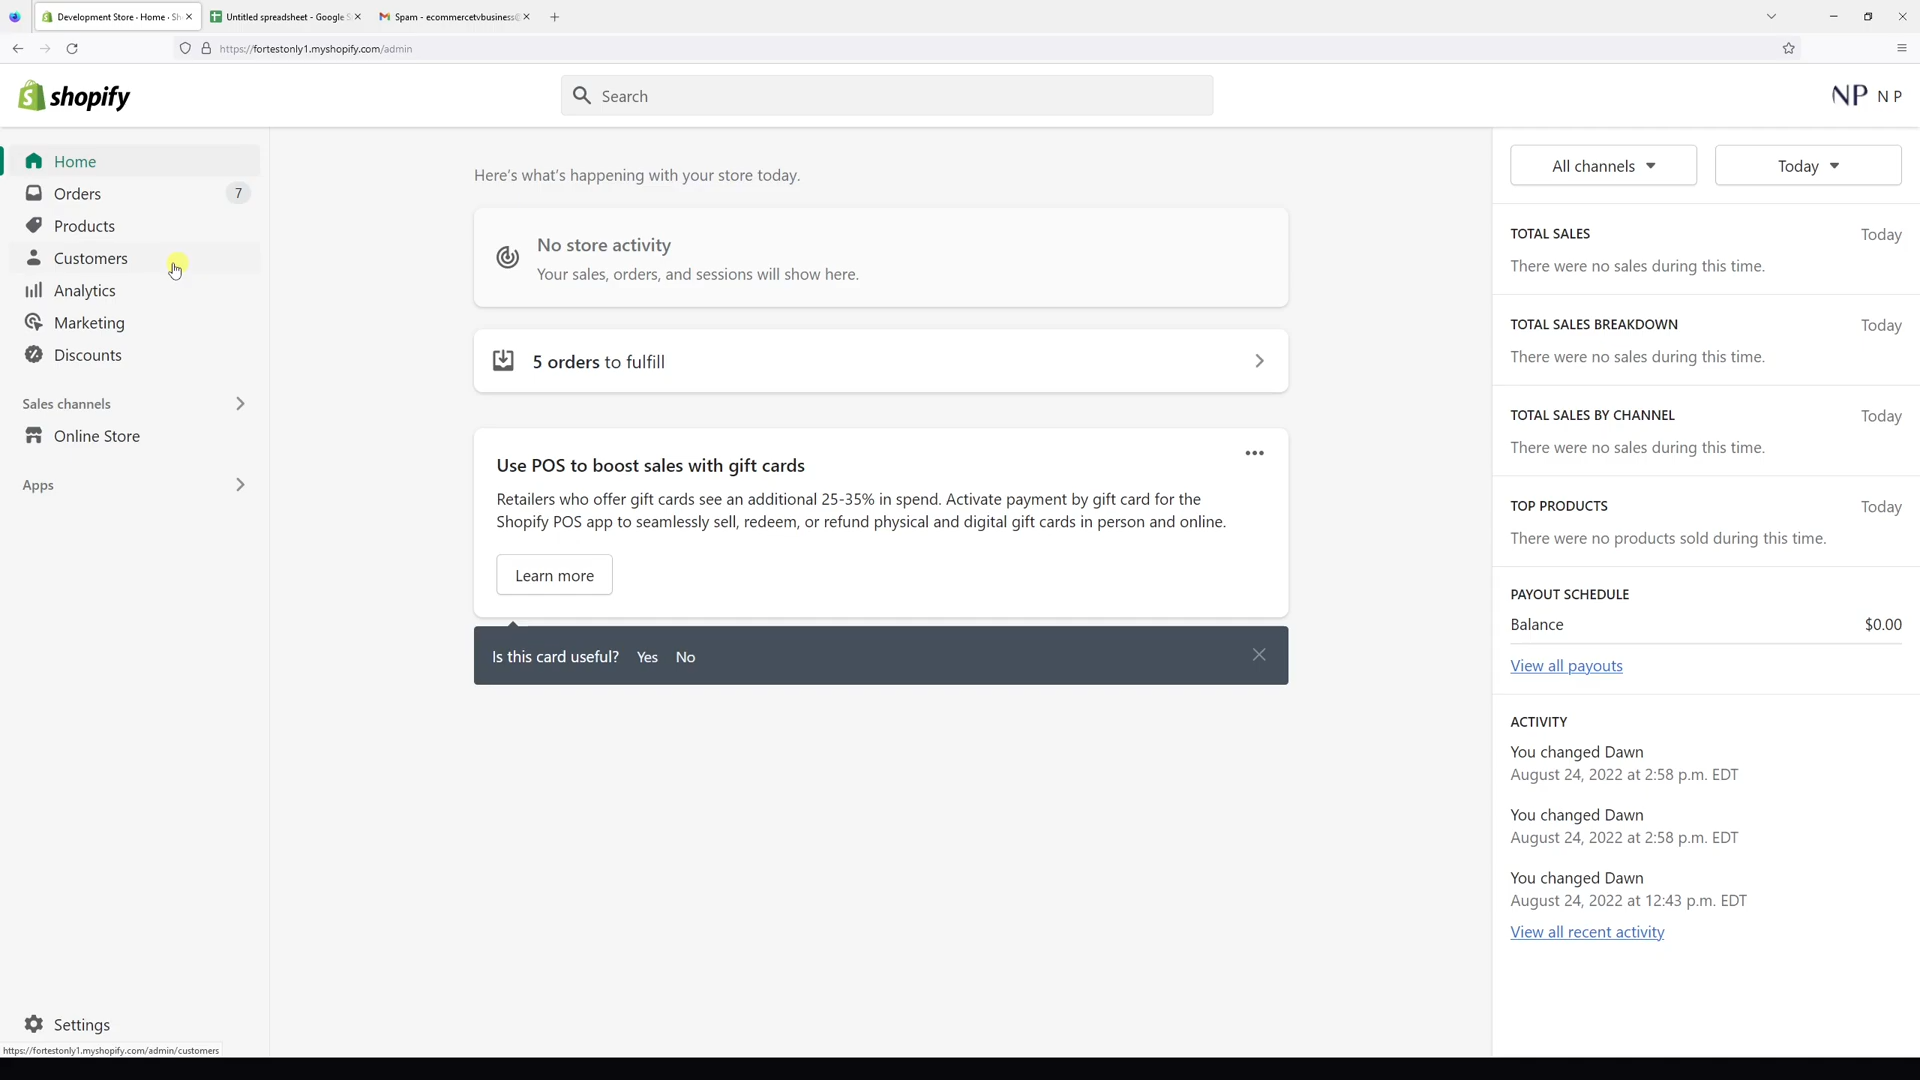 Development Store · Home · Sh
Untitled spreadsheet - Google S
Spam - ecommercetvbusiness@
https://fortestonly1.myshopify.com/admin
shopify
Search
NP N P
Home
Orders 7
Products
Customers
Analytics
Marketing
Discounts
Sales channels
Online Store
Apps
Settings
https://fortestonly1.myshopify.com/admin/customers
Here's what's happening with your store today.
No store activity
Your sales, orders, and sessions will show here.
5 orders to fulfill
Use POS to boost sales with gift cards
Retailers who offer gift cards see an additional 25-35% in spend. Activate payment by gift card for the
Shopify POS app to seamlessly sell, redeem, or refund physical and digital gift cards in person and online.
Learn more
Is this card useful? Yes No
All channels
Today
TOTAL SALES Today
There were no sales during this time.
TOTAL SALES BREAKDOWN Today
There were no sales during this time.
TOTAL SALES BY CHANNEL Today
There were no sales during this time.
TOP PRODUCTS Today
There were no products sold during this time.
PAYOUT SCHEDULE
Balance $0.00
View all payouts
ACTIVITY
You changed Dawn
August 24, 2022 at 2:58 p.m. EDT
You changed Dawn
August 24, 2022 at 2:58 p.m. EDT
You changed Dawn
August 24, 2022 at 12:43 p.m. EDT
View all recent activity